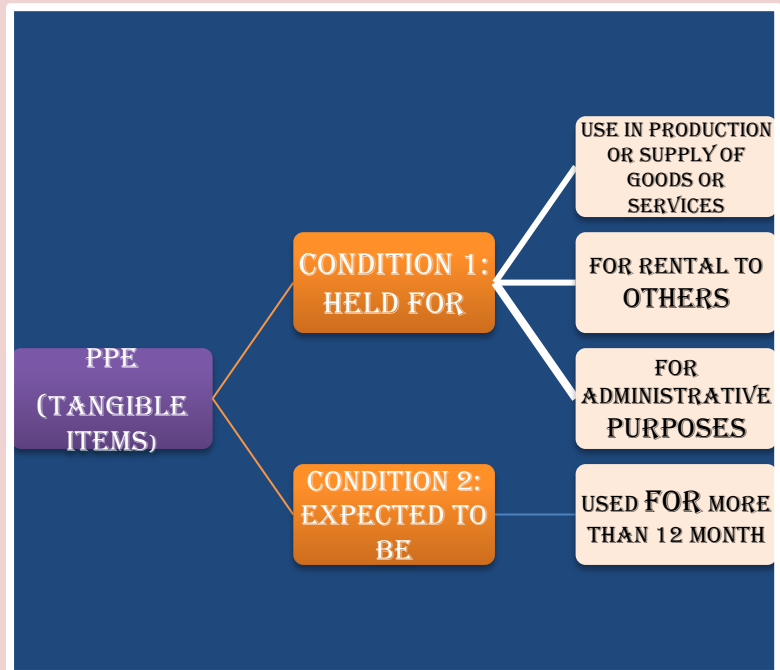 PPE
(TANGIBLE
ITEMS)
CONDITION 1:
HELD FOR
USE IN PRODUCTION
OR SUPPLY OF
GOODS OR
SERVICES
FOR RENTAL TO
OTHERS
FOR
ADMINISTRATIVE
PURPOSES
CONDITION 2:
EXPECTED TO
BE
USED FOR MORE
THAN 12 MONTH